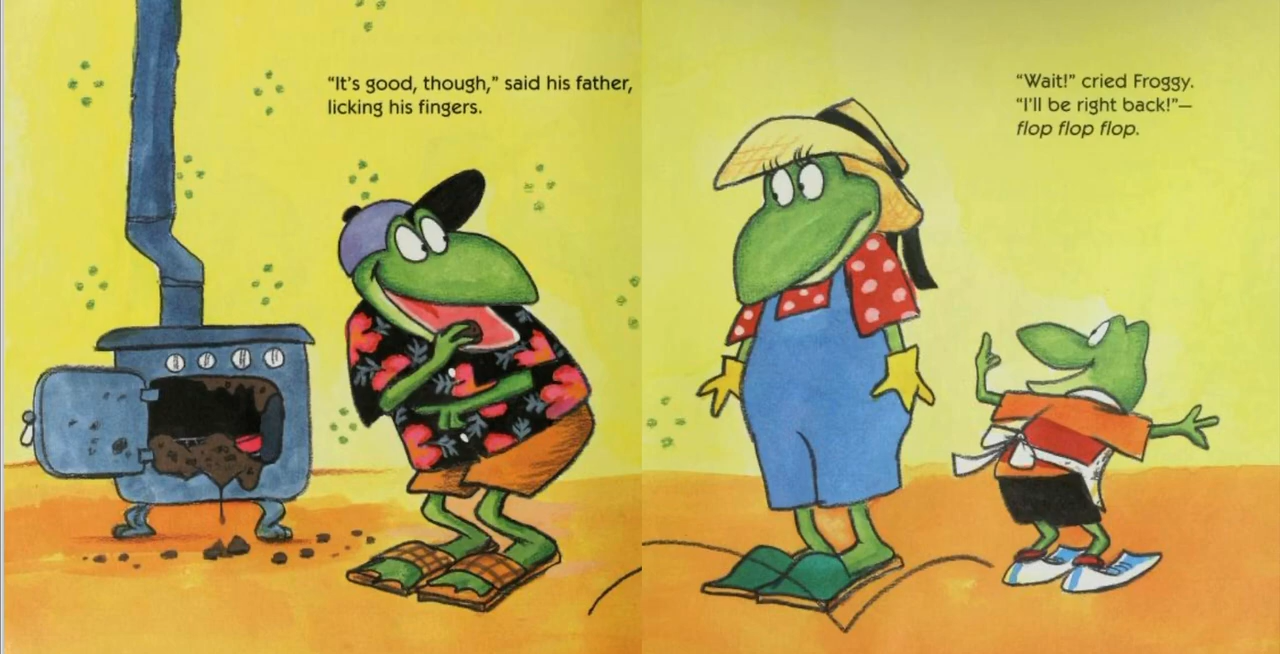 “It’s good, though,” said his father,
licking his fingers.
“Wait!” cried Froggy.
“I’ll be right back!”—
flop flop flop.